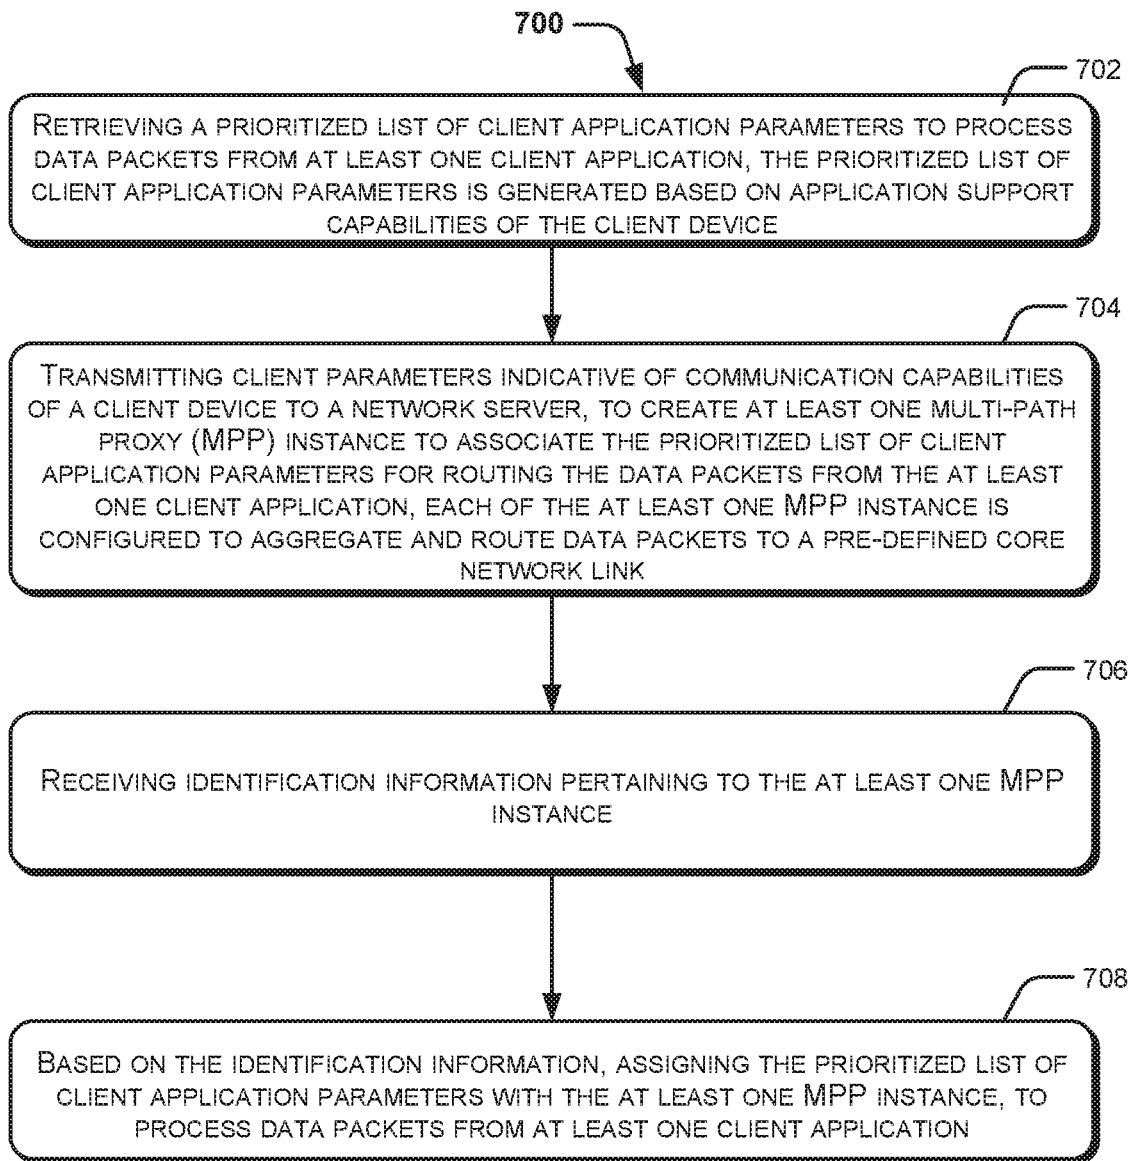 700
702
RETRIEVING A PRIORITIZED LIST OF CLIENT APPLICATION PARAMETERS TO PROCESS
DATA PACKETS FROM AT LEAST ONE CLIENT APPLICATION, THE PRIORITIZED LIST OF
CLIENT APPLICATION PARAMETERS IS GENERATED BASED ON APPLICATION SUPPORT
CAPABILITIES OF THE CLIENT DEVICE
704
TRANSMITTING CLIENT PARAMETERS INDICATIVE OF COMMUNICATION CAPABILITIES
OF A CLIENT DEVICE TO A NETWORK SERVER, TO CREATE AT LEAST ONE MULTI-PATH
PROXY (MPP) INSTANCE TO ASSOCIATE THE PRIORITIZED LIST OF CLIENT
APPLICATION PARAMETERS FOR ROUTING THE DATA PACKETS FROM THE AT LEAST
ONE CLIENT APPLICATION, EACH OF THE AT LEAST ONE MPP INSTANCE IS
CONFIGURED TO AGGREGATE AND ROUTE DATA PACKETS TO A PRE-DEFINED CORE
NETWORK LINK
706
RECEIVING IDENTIFICATION INFORMATION PERTAINING TO THE AT LEAST ONE MPP
INSTANCE
708
BASED ON THE IDENTIFICATION INFORMATION, ASSIGNING THE PRIORITIZED LIST OF
CLIENT APPLICATION PARAMETERS WITH THE AT LEAST ONE MPP INSTANCE, TO
PROCESS DATA PACKETS FROM AT LEAST ONE CLIENT APPLICATION